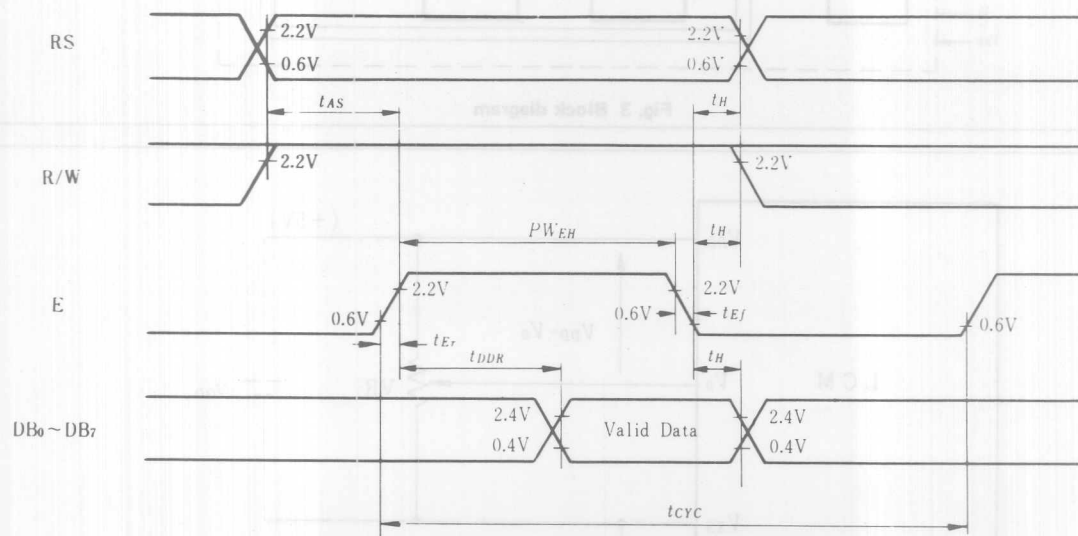 RS
2.2V
2.2V
0.6V
0.6V
tAS
tH
Fig. 3 Block diagram
R/W
2.2V
2.2V
PWEH
tH
E
2.2V
2.2V
0.6V
0.6V
tEf
0.6V
tEr
tDDR
tH
DB0~DB7
2.4V
Valid Data
2.4V
0.4V
0.4V
tCYC